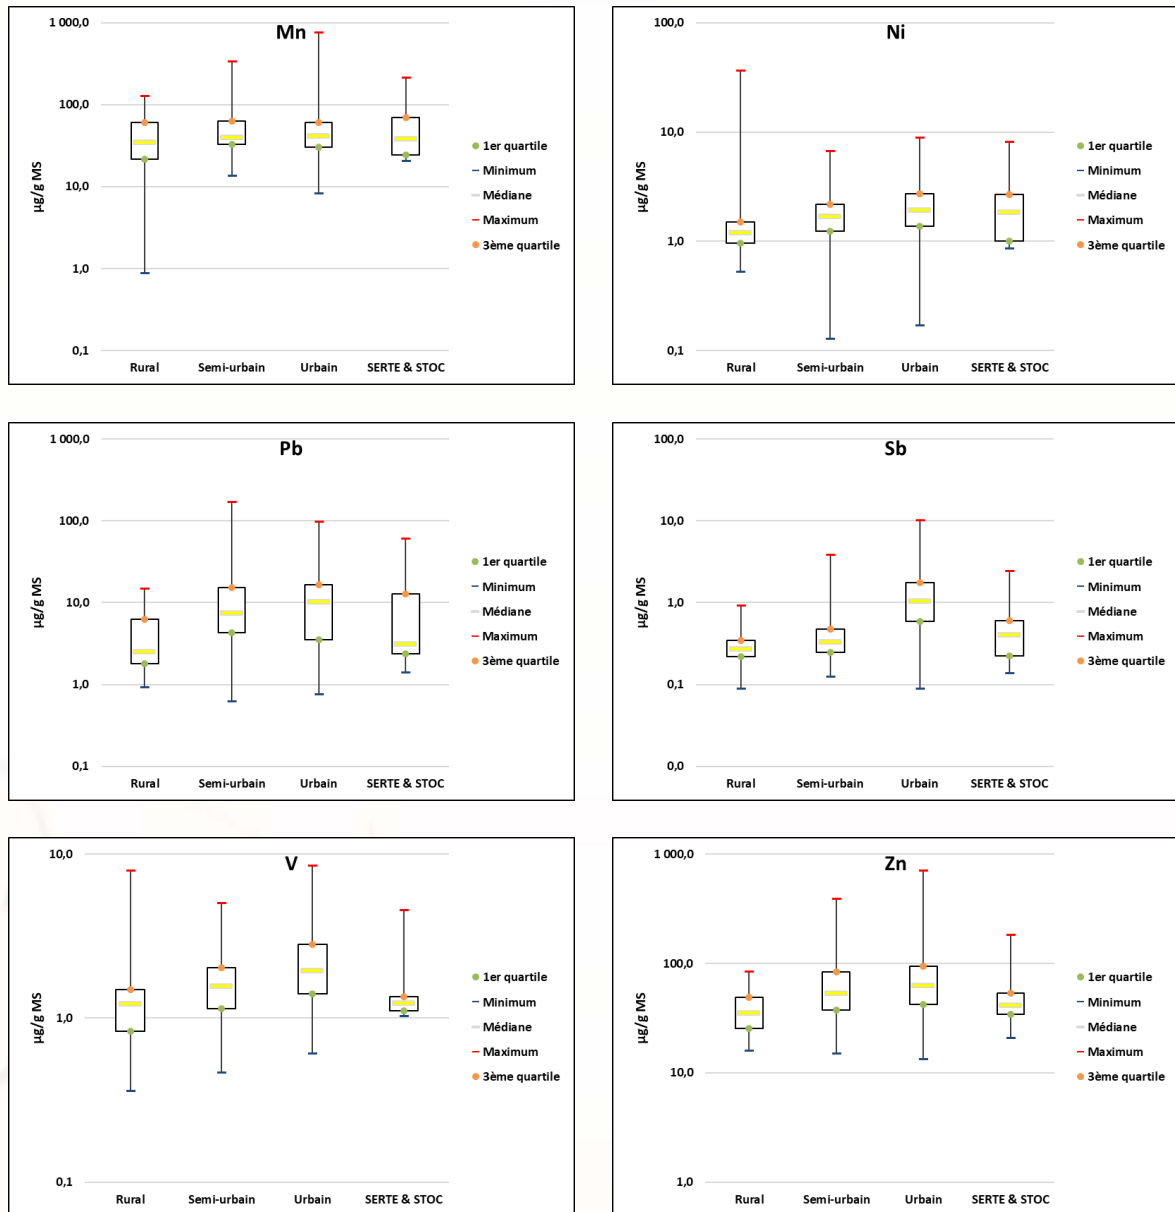 Mn
1 000,0
100,0
10,0
1,0
0,1
µg/g MS
Rural Semi-urbain Urbain SERTE & STOC
1er quartile
Minimum
Médiane
Maximum
3ème quartile
Ni
100,0
10,0
1,0
0,1
µg/g MS
Rural Semi-urbain Urbain SERTE & STOC
1er quartile
Minimum
Médiane
Maximum
3ème quartile
Pb
1 000,0
100,0
10,0
1,0
0,1
µg/g MS
Rural Semi-urbain Urbain SERTE & STOC
1er quartile
Minimum
Médiane
Maximum
3ème quartile
Sb
100,0
10,0
1,0
0,1
0,0
µg/g MS
Rural Semi-urbain Urbain SERTE & STOC
1er quartile
Minimum
Médiane
Maximum
3ème quartile
V
10,0
1,0
0,1
µg/g MS
Rural Semi-urbain Urbain SERTE & STOC
1er quartile
Minimum
Médiane
Maximum
3ème quartile
Zn
1 000,0
100,0
10,0
1,0
µg/g MS
Rural Semi-urbain Urbain SERTE & STOC
1er quartile
Minimum
Médiane
Maximum
3ème quartile